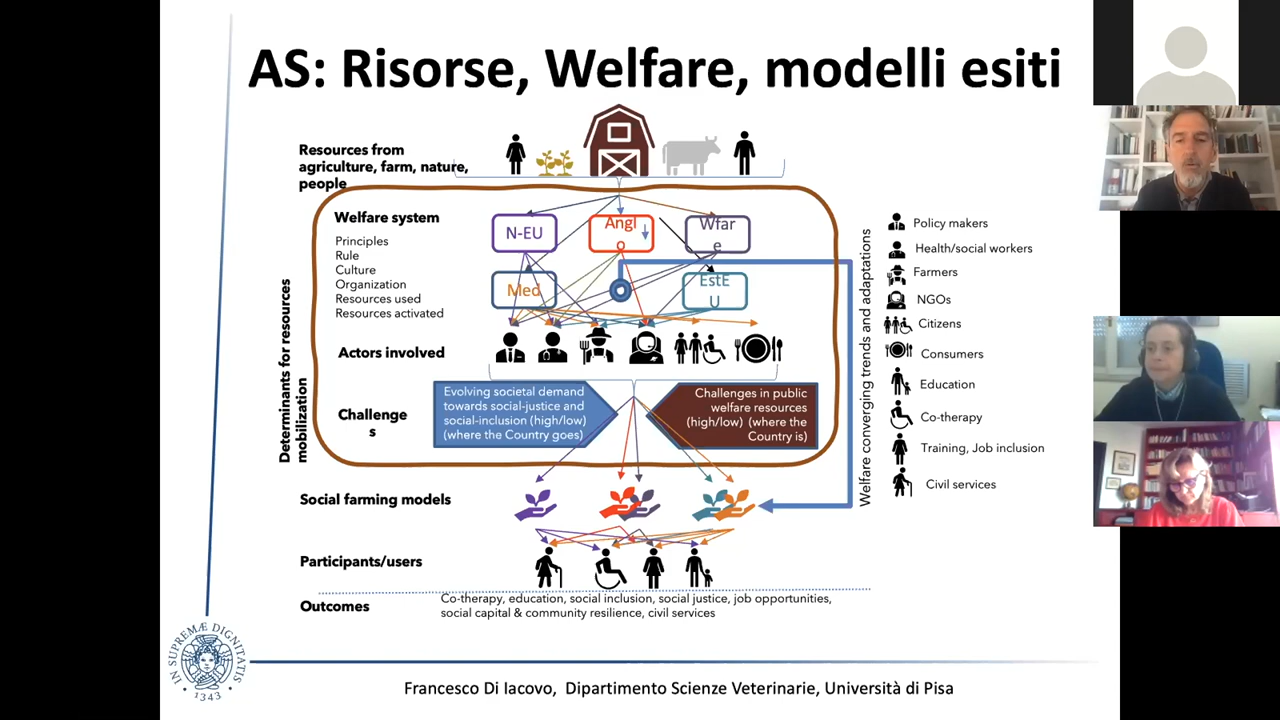 AS: Risorse, Welfare, modelli esiti
Resources from
agriculture, farm, nature,
people
Welfare system
Principles
Rule
Culture
Organization
Resources used
Resources activated
N-EU
Angl
o
Wfar
e
Med
EstE
U
Actors involved
Challenge
s
Evolving societal demand
towards social-justice and
social-inclusion (high/low)
(where the Country goes)
Challenges in public
welfare resources
(high/low) (where the
Country is)
Determinants for resources
mobilization
Welfare converging trends and adaptations
Policy makers
Health/social workers
Farmers
NGOs
Citizens
Consumers
Education
Co-therapy
Training, Job inclusion
Civil services
Social farming models
Participants/users
Outcomes
Co-therapy, education, social inclusion, social justice, job opportunities,
social capital & community resilience, civil services
IN SUPREMÆ DIGNITATIS
1343
Francesco Di Iacovo, Dipartimento Scienze Veterinarie, Università di Pisa